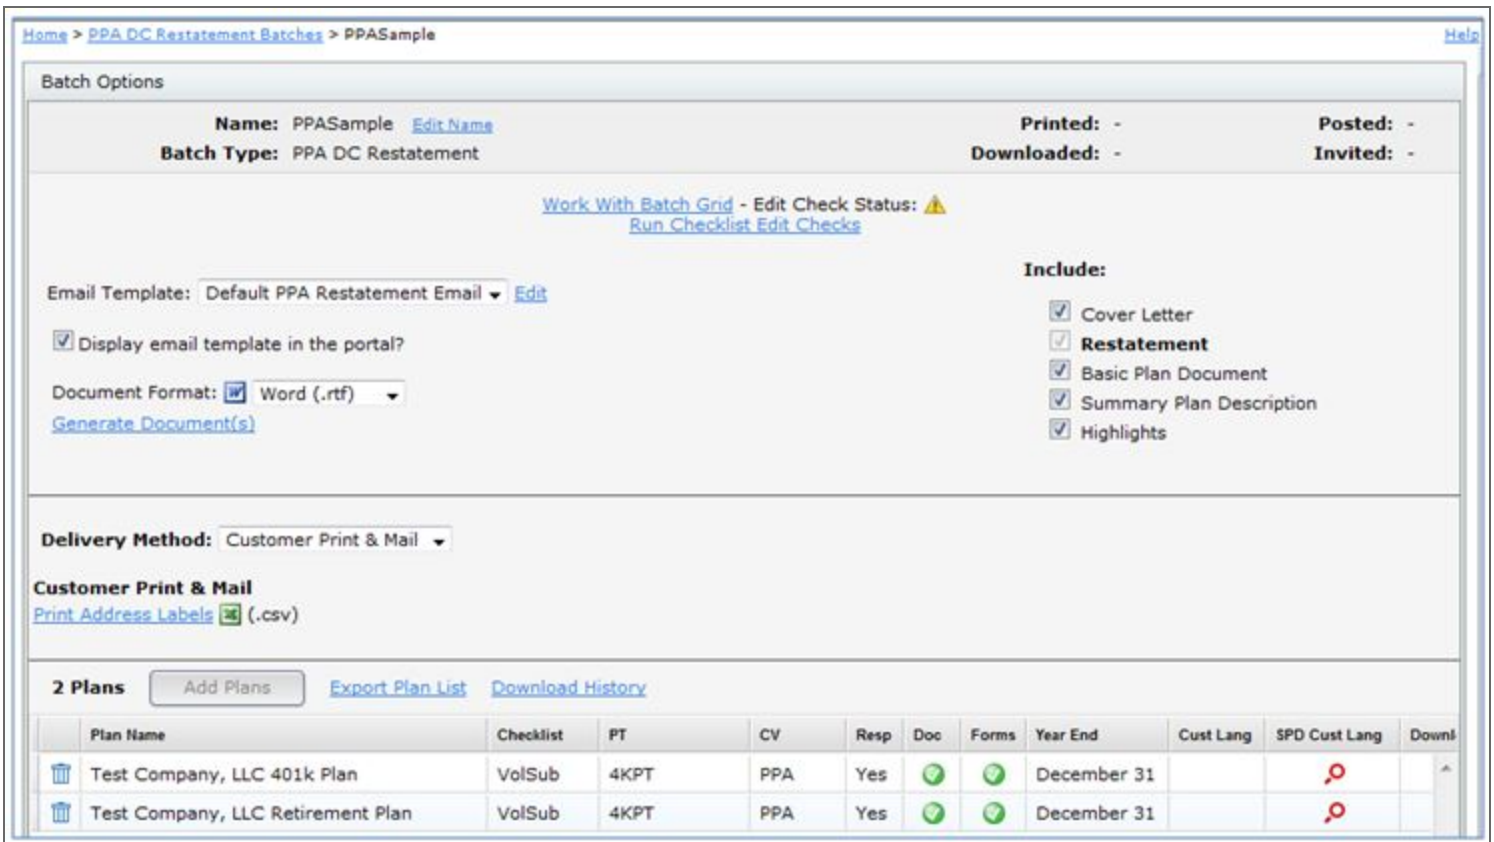 Home > PPA DC Restatement Batches > PPASample Help
Batch Options
Name: PPASample Edit Name Printed: - Posted: -
Batch Type: PPA DC Restatement Downloaded: - Invited: -
Work With Batch Grid - Edit Check Status:
Run Checklist Edit Checks
Include:
Email Template: Default PPA Restatement Email Edit
Cover Letter
Display email template in the portal?
Restatement
Basic Plan Document
Document Format: Word (.rtf)
Summary Plan Description
Generate Document(s)
Highlights
Delivery Method: Customer Print & Mail
Customer Print & Mail
Print Address Labels (.csv)
2 Plans Add Plans Export Plan List Download History
Plan Name Checklist PT CV Resp Doc Forms Year End Cust Lang SPD Cust Lang Downl
Test Company, LLC 401k Plan VolSub 4KPT PPA Yes December 31
Test Company, LLC Retirement Plan VolSub 4KPT PPA Yes December 31